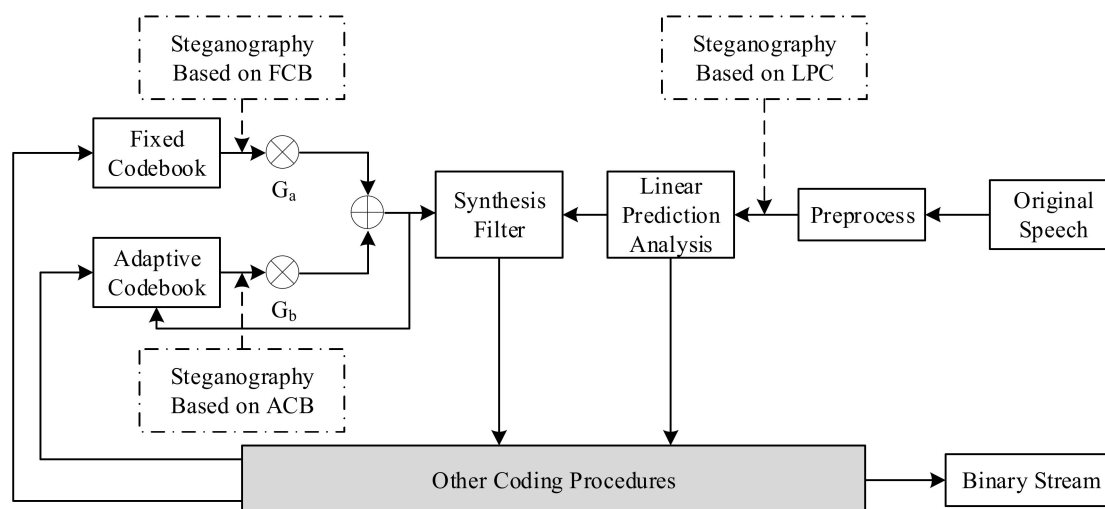 Steganography
Based on FCB
Steganography
Based on LPC
Fixed
Codebook
Gₐ
Synthesis
Filter
Linear
Prediction
Analysis
Preprocess
Original
Speech
Adaptive
Codebook
G_b
Steganography
Based on ACB
Other Coding Procedures
Binary Stream